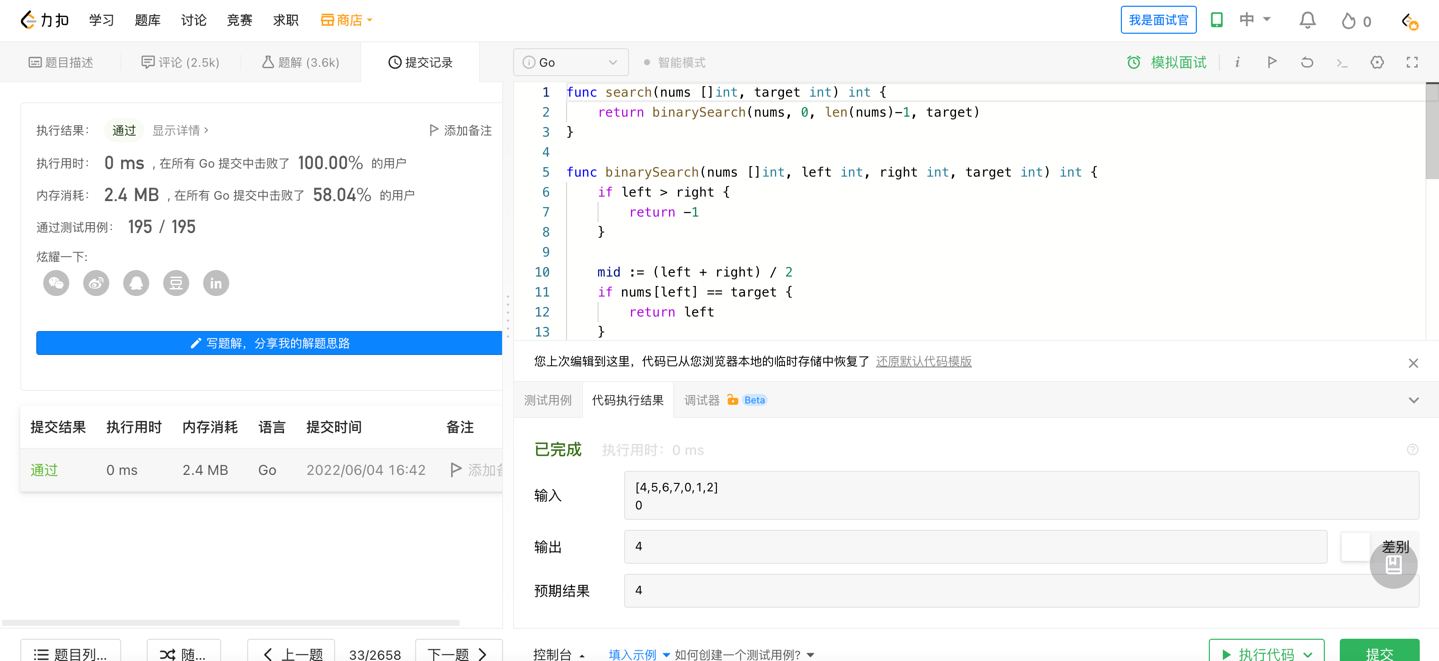 力扣 学习 题库 讨论 竞赛 求职 商店 我是面试官 中 0
题目描述 评论 (2.5k) 题解 (3.6k) 提交记录
执行结果： 通过 显示详情 › 添加备注
执行用时： 0 ms , 在所有 Go 提交中击败了 100.00% 的用户
内存消耗： 2.4 MB , 在所有 Go 提交中击败了 58.04% 的用户
通过测试用例： 195 / 195
炫耀一下:
豆 in
写题解，分享我的解题思路
提交结果 执行用时 内存消耗 语言 提交时间 备注
通过 0 ms 2.4 MB Go 2022/06/04 16:42 添加备
题目列... 随... 上一题 33/2658 下一题
Go 智能模式 模拟面试 i
1 func search(nums []int, target int) int {
2 return binarySearch(nums, 0, len(nums)-1, target)
3 }
4
5 func binarySearch(nums []int, left int, right int, target int) int {
6 if left > right {
7 return -1
8 }
9
10 mid := (left + right) / 2
11 if nums[left] == target {
12 return left
13 }
您上次编辑到这里，代码已从您浏览器本地的临时存储中恢复了 还原默认代码模版
测试用例 代码执行结果 调试器 Beta
已完成 执行用时： 0 ms
输入
[4,5,6,7,0,1,2]
0
输出 4 差别
预期结果 4
控制台 填入示例 如何创建一个测试用例? 执行代码 提交